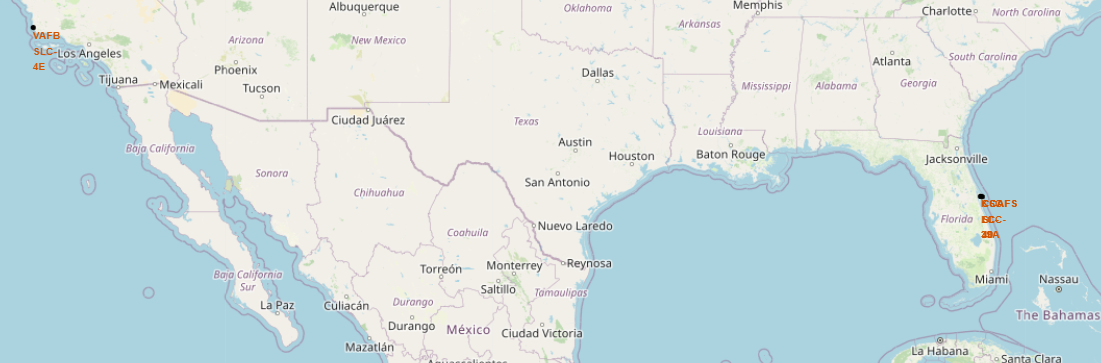 Albuquerque
Oklahoma
Memphis
Charlotte
North Carolina
VAFB
SLC-
4E
Los Angeles
Arizona
New Mexico
Arkansas
South Carolina
Atlanta
Phoenix
Dallas
Tijuana
Mexicali
Tucson
Mississippi
Alabama
Georgia
Ciudad Juárez
Texas
Louisiana
Baja California
Austin
Houston
Baton Rouge
Jacksonville
Sonora
San Antonio
Chihuahua
Florida
Coahuila
Nuevo Laredo
Torreón
Monterrey
Reynosa
Baja California
Sur
Saltillo
Tamaulipas
Miami
Nassau
La Paz
Culiacán
Durango
Durango
México
Ciudad Victoria
The Bahamas
Mazatlán
Aguascalientes
La Habana
Santa Clara